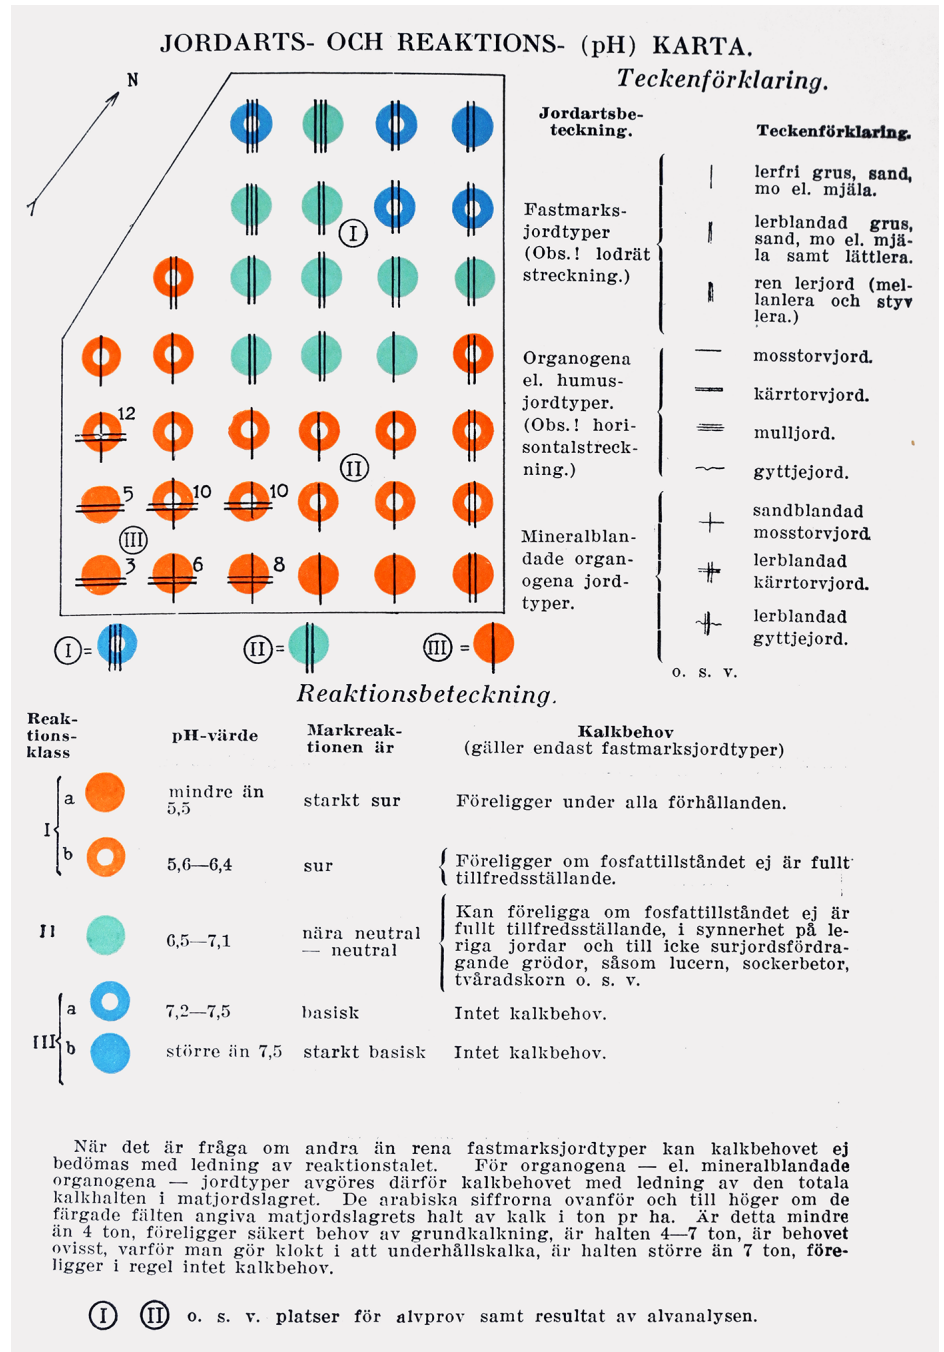 JORDARTS- OCH REAKTIONS- (pH) KARTA.
N
I
12
II
5
10
10
III
3
6
8
I =
II =
III =
Teckenförklaring.
Jordartsbe-
teckning.
Teckenförklaring.
Fastmarks-
jordtyper
(Obs.! lodrät
streckning.)
lerfri grus, sand,
mo el. mjäla.
lerblandad grus,
sand, mo el. mjä-
la samt lättlera.
ren lerjord (mel-
lanlera och styv
lera.)
Organogena
el. humus-
jordtyper.
(Obs.! hori-
sontalstreck-
ning.)
mosstorvjord.
kärrtorvjord.
mulljord.
gyttjejord.
Mineralblan-
dade organ-
ogena jord-
typer.
sandblandad
mosstorvjord
lerblandad
kärrtorvjord.
lerblandad
gyttjejord.
o. s. v.
Reaktionsbeteckning.
Reak-
tions-
klass
pH-värde
Markreak-
tionen är
Kalkbehov
(gäller endast fastmarksjordtyper)
I
a
mindre än
5,5
starkt sur
Föreligger under alla förhållanden.
b
5,6—6,4
sur
Föreligger om fosfattillståndet ej är fullt
tillfredsställande.
II
6,5—7,1
nära neutral
— neutral
Kan föreligga om fosfattillståndet ej är
fullt tillfredsställande, i synnerhet på le-
riga jordar och till icke surjordsfördra-
gande grödor, såsom lucern, sockerbetor,
tvåradskorn o. s. v.
III
a
7,2—7,5
basisk
Intet kalkbehov.
b
större än 7,5
starkt basisk
Intet kalkbehov.
När det är fråga om andra än rena fastmarksjordtyper kan kalkbehovet ej
bedömas med ledning av reaktionstalet. För organogena — el. mineralblandade
organogena — jordtyper avgöres därför kalkbehovet med ledning av den totala
kalkhalten i matjordslagret. De arabiska siffrorna ovanför och till höger om de
färgade fälten angiva matjordslagrets halt av kalk i ton pr ha. Är detta mindre
än 4 ton, föreligger säkert behov av grundkalkning, är halten 4—7 ton, är behovet
ovisst, varför man gör klokt i att underhållskalka, är halten större än 7 ton, före-
ligger i regel intet kalkbehov.
I II o. s. v. platser för alvprov samt resultat av alvanalysen.